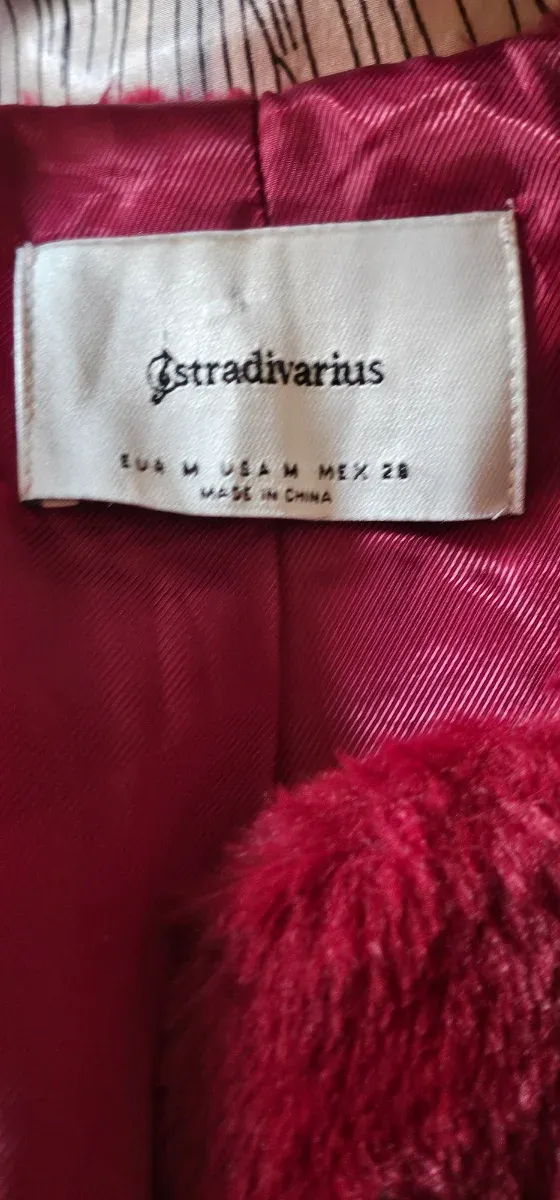 stradivarius
EUR M USA M MEX 28
MADE IN CHINA